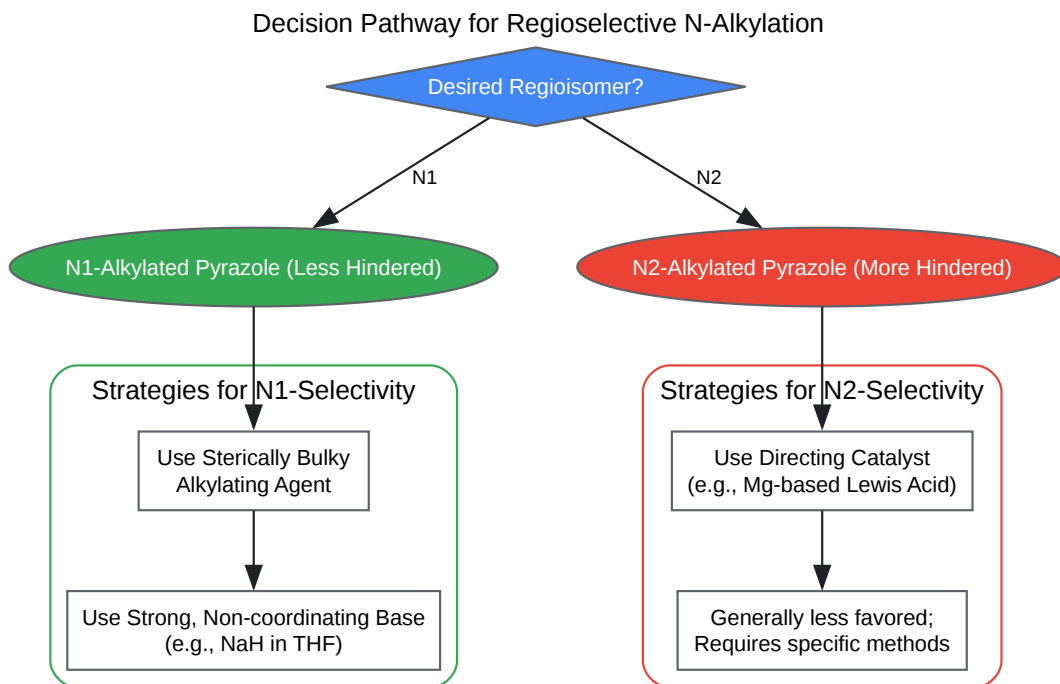 Decision Pathway for Regioselective N-Alkylation
Desired Regioisomer?
N1
N2
N1-Alkylated Pyrazole (Less Hindered)
N2-Alkylated Pyrazole (More Hindered)
Strategies for N1-Selectivity
Use Sterically Bulky
Alkylating Agent
Use Strong, Non-coordinating Base
(e.g., NaH in THF)
Strategies for N2-Selectivity
Use Directing Catalyst
(e.g., Mg-based Lewis Acid)
Generally less favored;
Requires specific methods